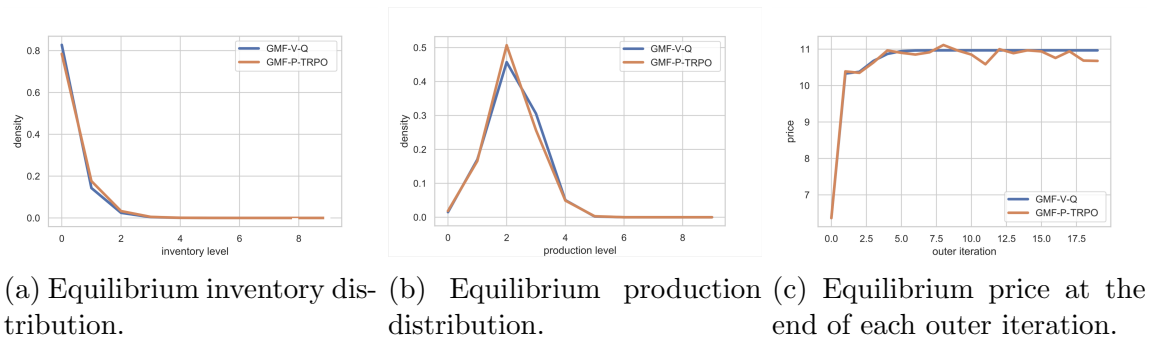 GMF-V-Q
GMF-P-TRPO
density
0.8
0.6
0.4
0.2
0.0
0 2 4 6 8
inventory level
GMF-V-Q
GMF-P-TRPO
density
0.5
0.4
0.3
0.2
0.1
0.0
0 2 4 6 8
production level
GMF-V-Q
GMF-P-TRPO
price
11
10
9
8
7
0.0 2.5 5.0 7.5 10.0 12.5 15.0 17.5
outer iteration
(a) Equilibrium inventory dis-
tribution.
(b) Equilibrium production
distribution.
(c) Equilibrium price at the
end of each outer iteration.